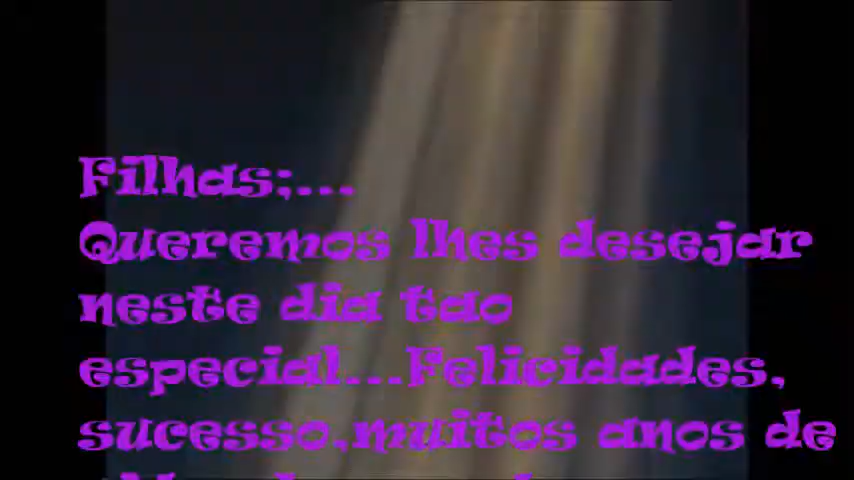 Filhas;...
Queremos lhes desejar
neste dia tao
especial...Felicidades,
sucesso,muitos anos de